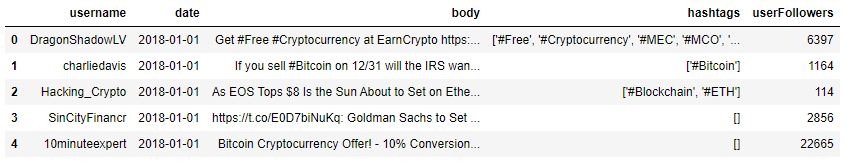 username date body hashtags userFollowers
0 DragonShadowLV 2018-01-01 Get #Free #Cryptocurrency at EarnCrypto https:... ['#Free', '#Cryptocurrency', '#MEC', '#MCO', '... 6397
1 charliedavis 2018-01-01 If you sell #Bitcoin on 12/31 will the IRS wan... ['#Bitcoin'] 1164
2 Hacking_Crypto 2018-01-01 As EOS Tops $8 Is the Sun About to Set on Ethe... ['#Blockchain', '#ETH'] 114
3 SinCityFinancr 2018-01-01 https://t.co/E0D7biNuKq: Goldman Sachs to Set ... [] 2856
4 10minuteexpert 2018-01-01 Bitcoin Cryptocurrency Offer! - 10% Conversion... [] 22665